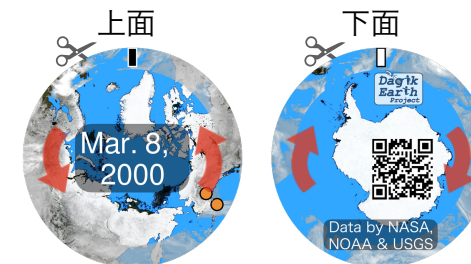 上面
下面
Mar. 8,
2000
Dagik
Earth
Project
Data by NASA,
NOAA & USGS